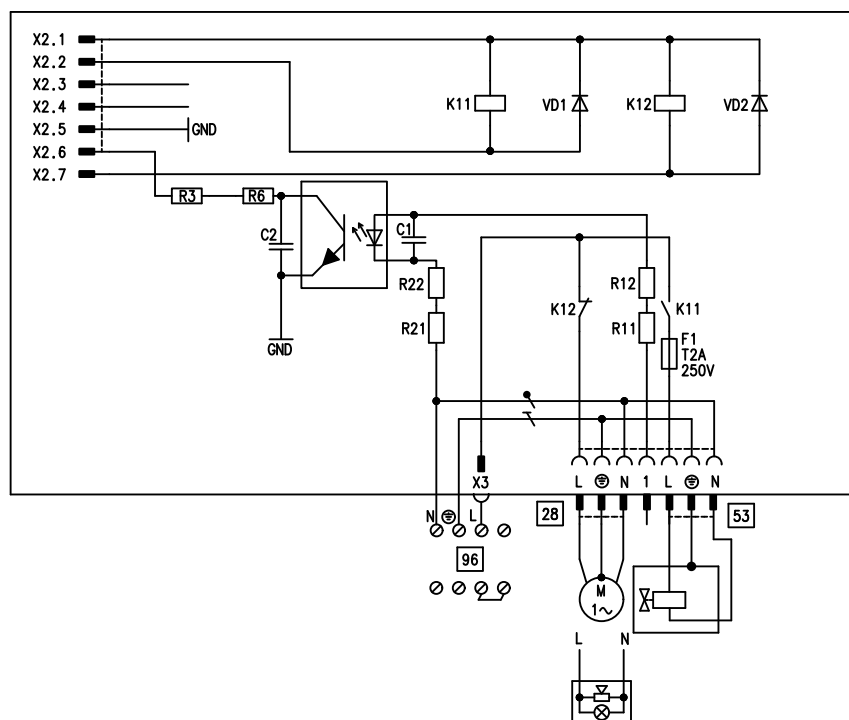 X2.1
X2.2
X2.3
X2.4
X2.5
X2.6
X2.7
GND
K11
VD1
K12
VD2
R3
R6
C2
C1
R22
R21
GND
K12
R12
R11
K11
F1
T2A
250V
X3
L
N
1
L
N
N
L
28
53
96
M
1~
L
N